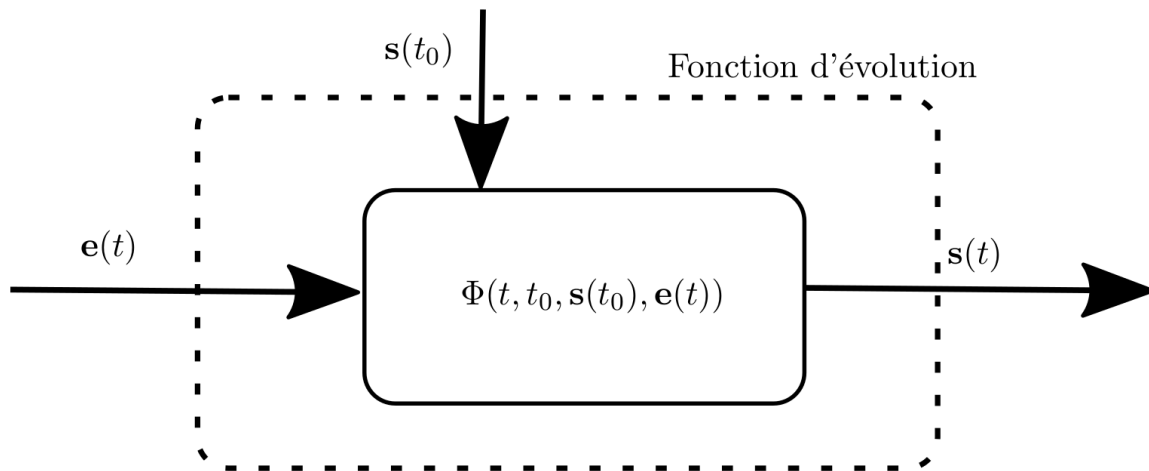 s(t₀)
Fonction d'évolution
e(t)
s(t)
Φ(t, t₀, s(t₀), e(t))